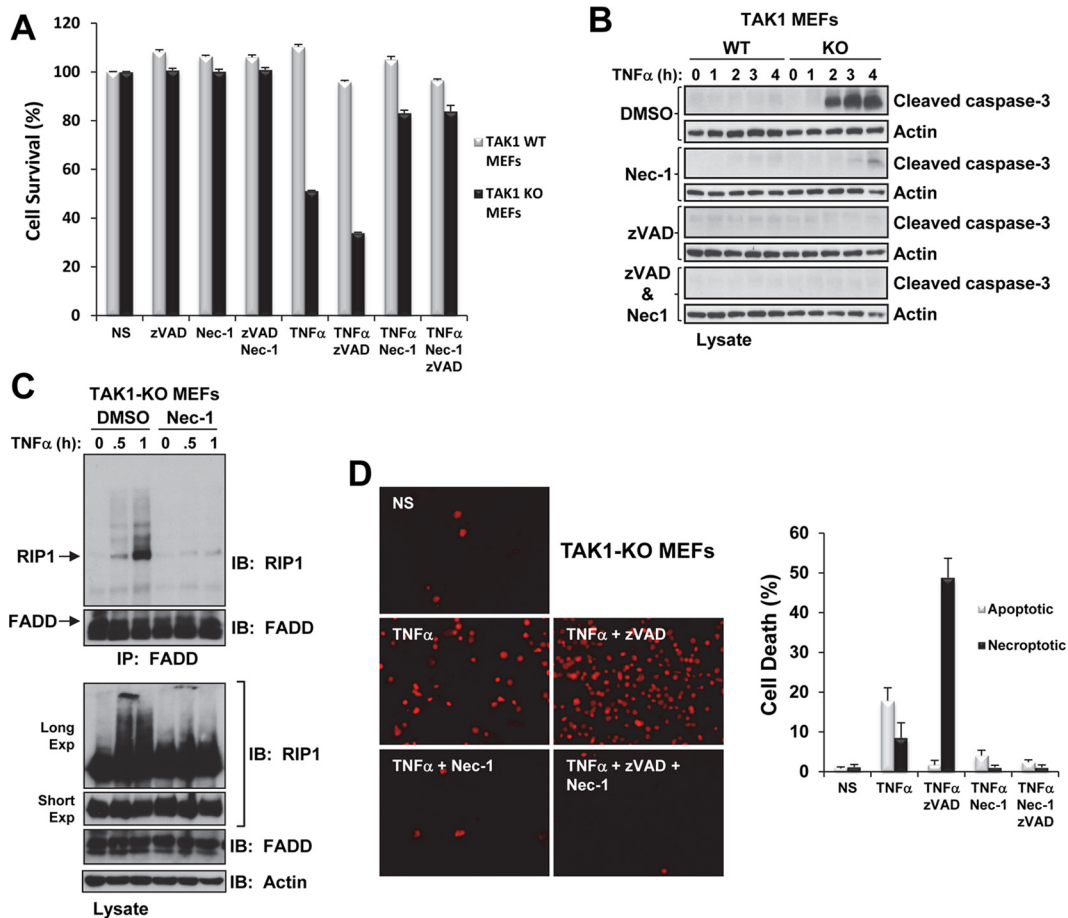 A
120
100
80
60
40
20
0
Cell Survival (%)
TAK1 WT
MEFs
TAK1 KO
MEFs
NS
zVAD
Nec-1
zVAD
Nec-1
TNFα
TNFα
zVAD
TNFα
Nec-1
TNFα
Nec-1
zVAD
B
TAK1 MEFs
WT KO
TNFα (h): 0 1 2 3 4 0 1 2 3 4
DMSO
Cleaved caspase-3
Actin
Nec-1
Cleaved caspase-3
Actin
zVAD
Cleaved caspase-3
Actin
zVAD
&
Nec1
Cleaved caspase-3
Actin
Lysate
C
TAK1-KO MEFs
DMSO Nec-1
TNFα (h): 0 .5 1 0 .5 1
RIP1
IB: RIP1
FADD
IB: FADD
IP: FADD
Long
Exp
IB: RIP1
Short
Exp
IB: FADD
IB: Actin
Lysate
D
NS
TAK1-KO MEFs
TNFα
TNFα + zVAD
TNFα + Nec-1
TNFα + zVAD +
Nec-1
60
50
40
30
20
10
0
Cell Death (%)
Apoptotic
Necroptotic
NS
TNFα
TNFα
zVAD
TNFα
Nec-1
TNFα
Nec-1
zVAD